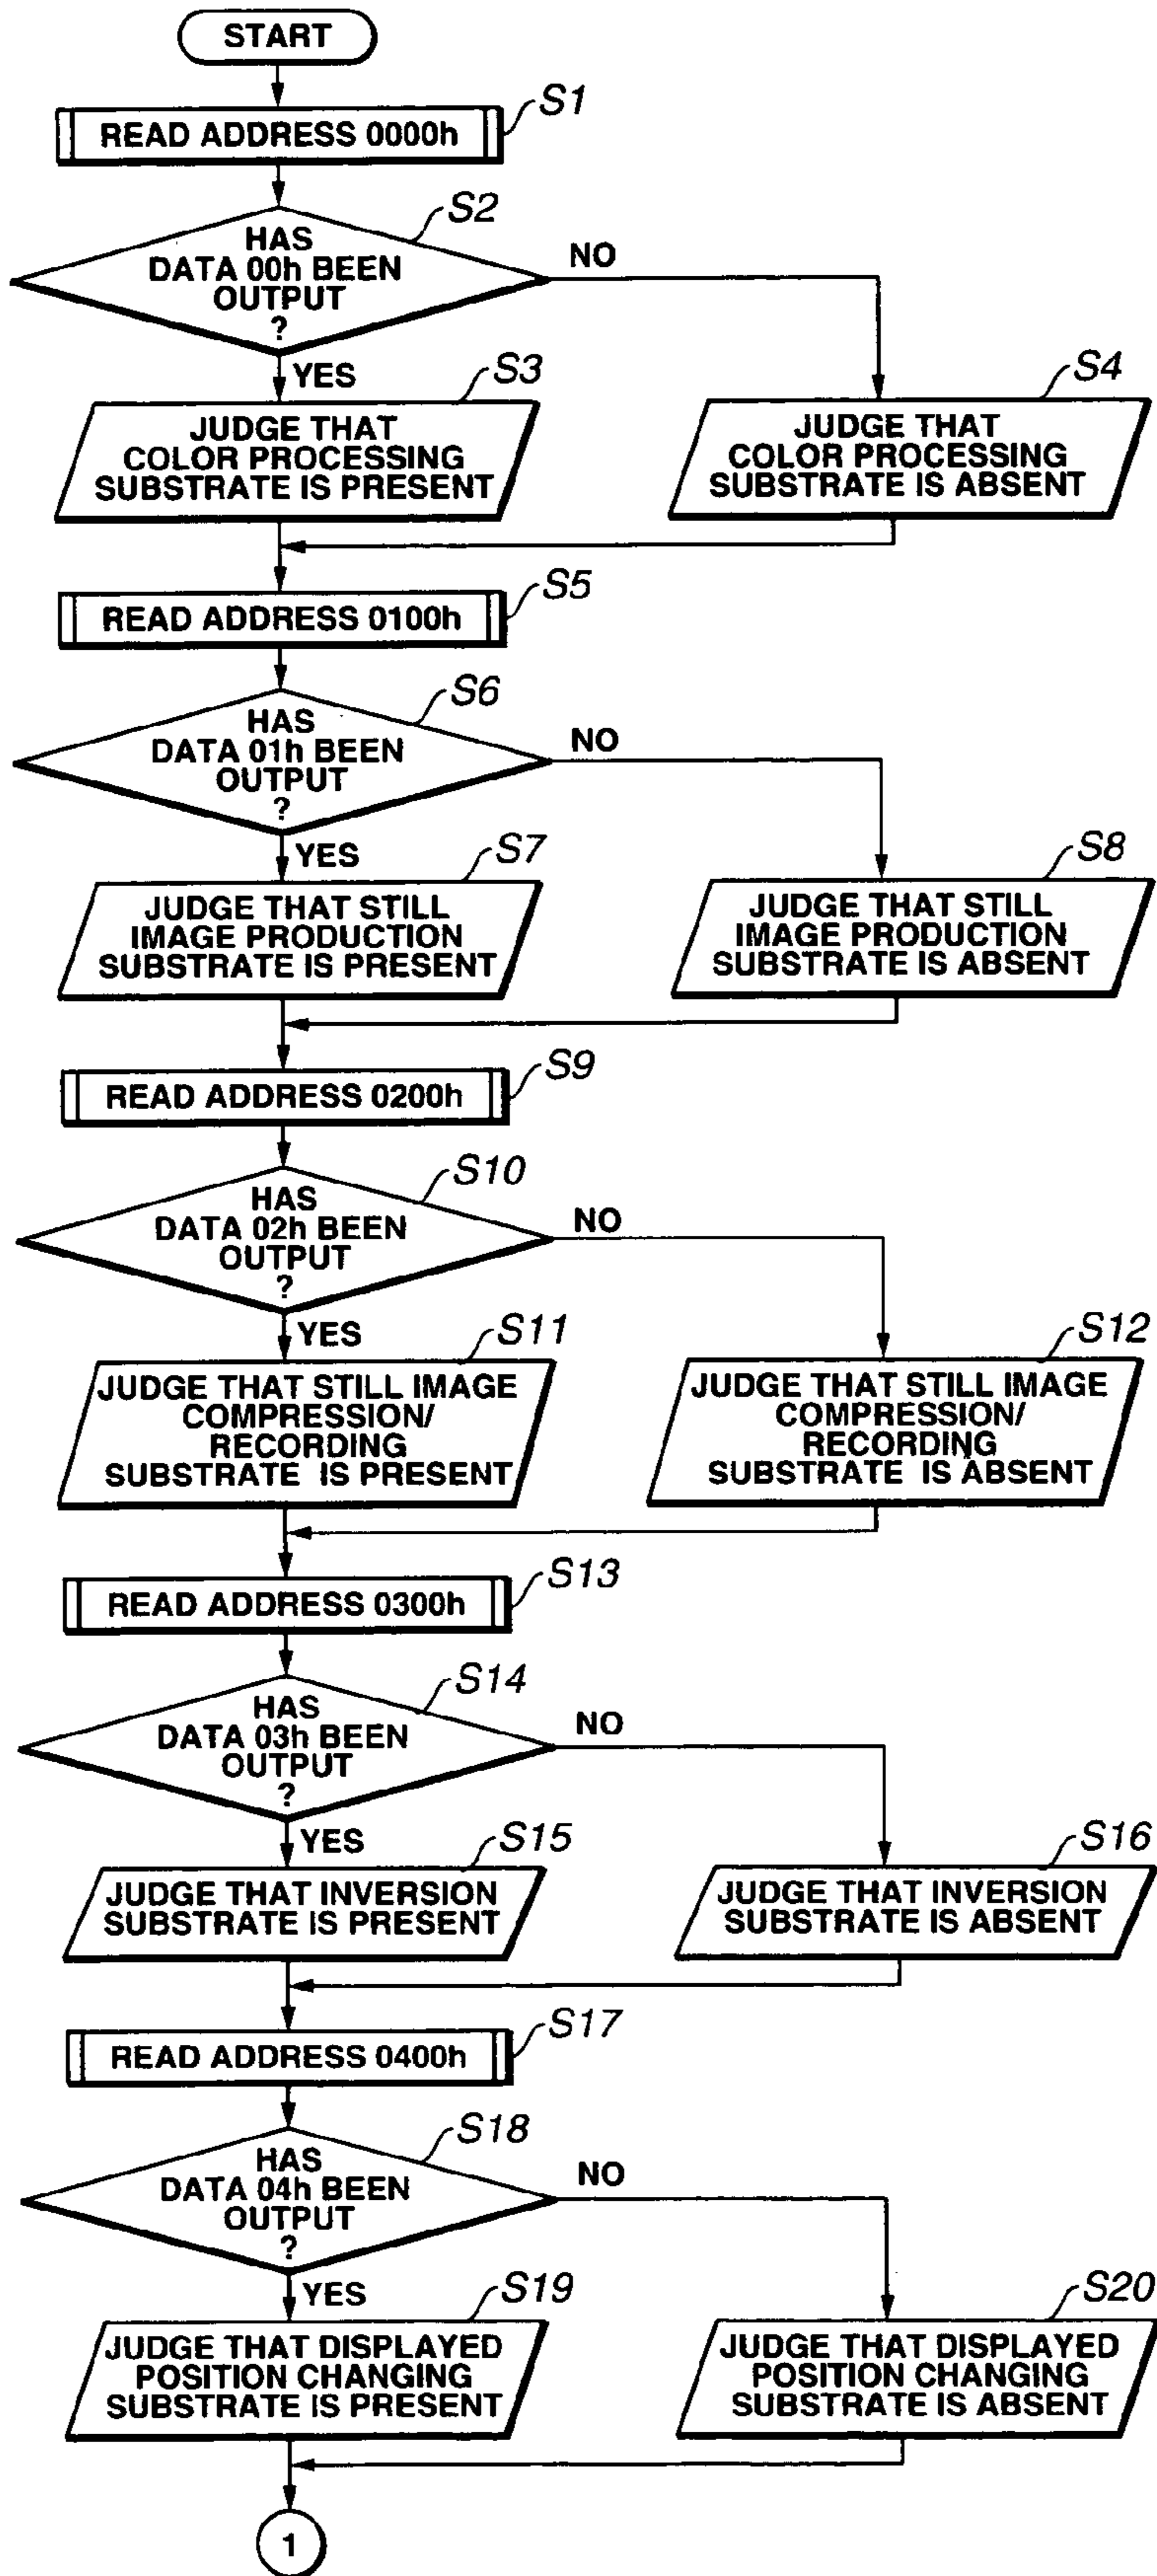 START
READ ADDRESS 0000h
S1
S2
HAS
DATA 00h BEEN
OUTPUT
?
NO
YES
S3
JUDGE THAT
COLOR PROCESSING
SUBSTRATE IS PRESENT
S4
JUDGE THAT
COLOR PROCESSING
SUBSTRATE IS ABSENT
S5
READ ADDRESS 0100h
S6
HAS
DATA 01h BEEN
OUTPUT
?
NO
YES
S7
JUDGE THAT STILL
IMAGE PRODUCTION
SUBSTRATE IS PRESENT
S8
JUDGE THAT STILL
IMAGE PRODUCTION
SUBSTRATE IS ABSENT
S9
READ ADDRESS 0200h
S10
HAS
DATA 02h BEEN
OUTPUT
?
NO
YES
S11
JUDGE THAT STILL IMAGE
COMPRESSION/
RECORDING
SUBSTRATE IS PRESENT
S12
JUDGE THAT STILL IMAGE
COMPRESSION/
RECORDING
SUBSTRATE IS ABSENT
S13
READ ADDRESS 0300h
S14
HAS
DATA 03h BEEN
OUTPUT
?
NO
YES
S15
JUDGE THAT INVERSION
SUBSTRATE IS PRESENT
S16
JUDGE THAT INVERSION
SUBSTRATE IS ABSENT
S17
READ ADDRESS 0400h
S18
HAS
DATA 04h BEEN
OUTPUT
?
NO
YES
S19
JUDGE THAT DISPLAYED
POSITION CHANGING
SUBSTRATE IS PRESENT
S20
JUDGE THAT DISPLAYED
POSITION CHANGING
SUBSTRATE IS ABSENT
1